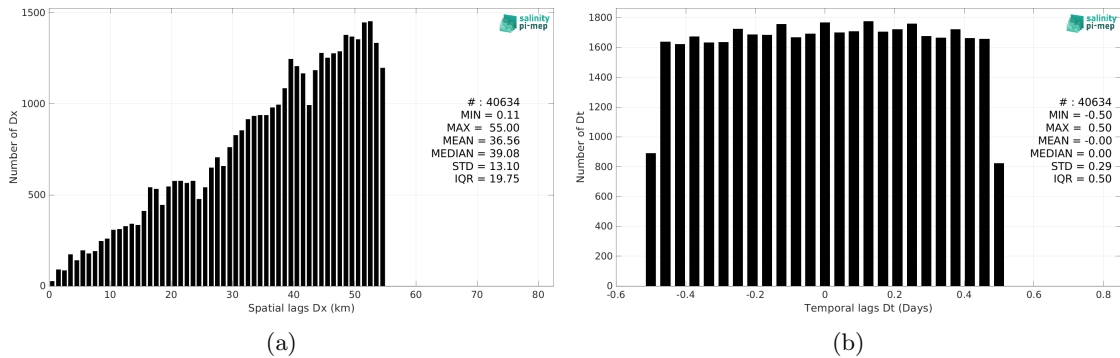 1500
1000
500
0
0
10
20
30
40
50
60
70
80
Number of Dx
Spatial lags Dx (km)
salinity
pi-mep
# : 40634
MIN = 0.11
MAX = 55.00
MEAN = 36.56
MEDIAN = 39.08
STD = 13.10
IQR = 19.75
(a)
1800
1600
1400
1200
1000
800
600
400
200
0
-0.6
-0.4
-0.2
0
0.2
0.4
0.6
0.8
Number of Dt
Temporal lags Dt (Days)
salinity
pi-mep
# : 40634
MIN = -0.50
MAX = 0.50
MEAN = -0.00
MEDIAN = 0.00
STD = 0.29
IQR = 0.50
(b)